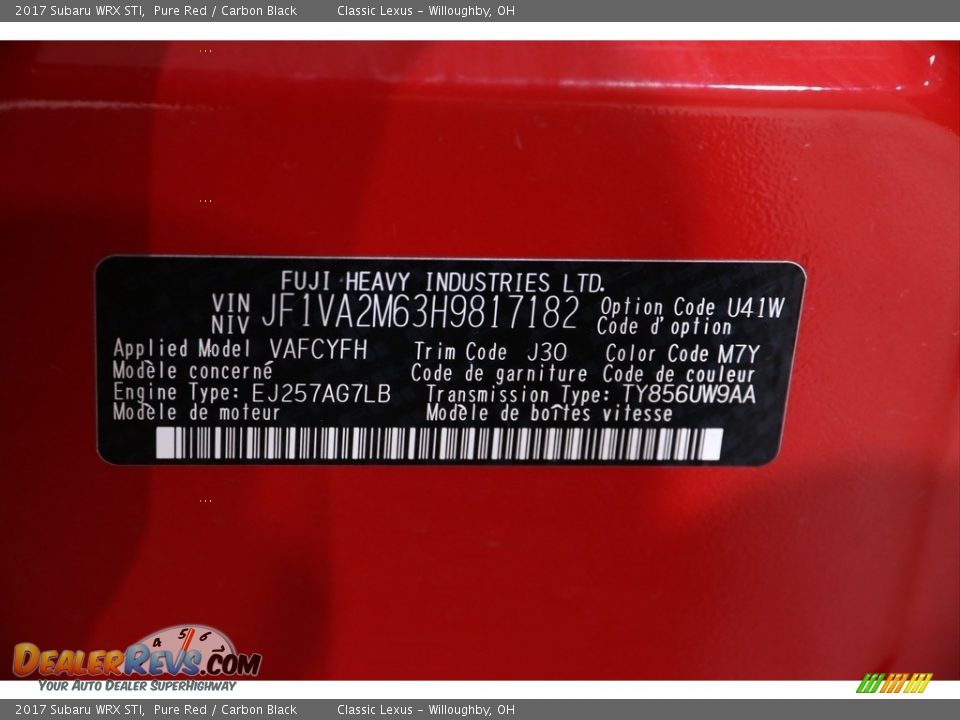 2017 Subaru WRX STI, Pure Red / Carbon Black Classic Lexus - Willoughby, OH
FUJI HEAVY INDUSTRIES LTD.
VIN JF1VA2M63H9817182 Option Code U41W
NIV Code d'option
Applied Model VAFCYFH Trim Code J30 Color Code M7Y
Modèle concerné Code de garniture Code de couleur
Engine Type: EJ257AG7LB Transmission Type: TY856UW9AA
Modèle de moteur Modèle de boîtes vitesse
4 5 6
DEALERREVS.COM
YOUR AUTO DEALER SUPERHIGHWAY
2017 Subaru WRX STI, Pure Red / Carbon Black Classic Lexus - Willoughby, OH